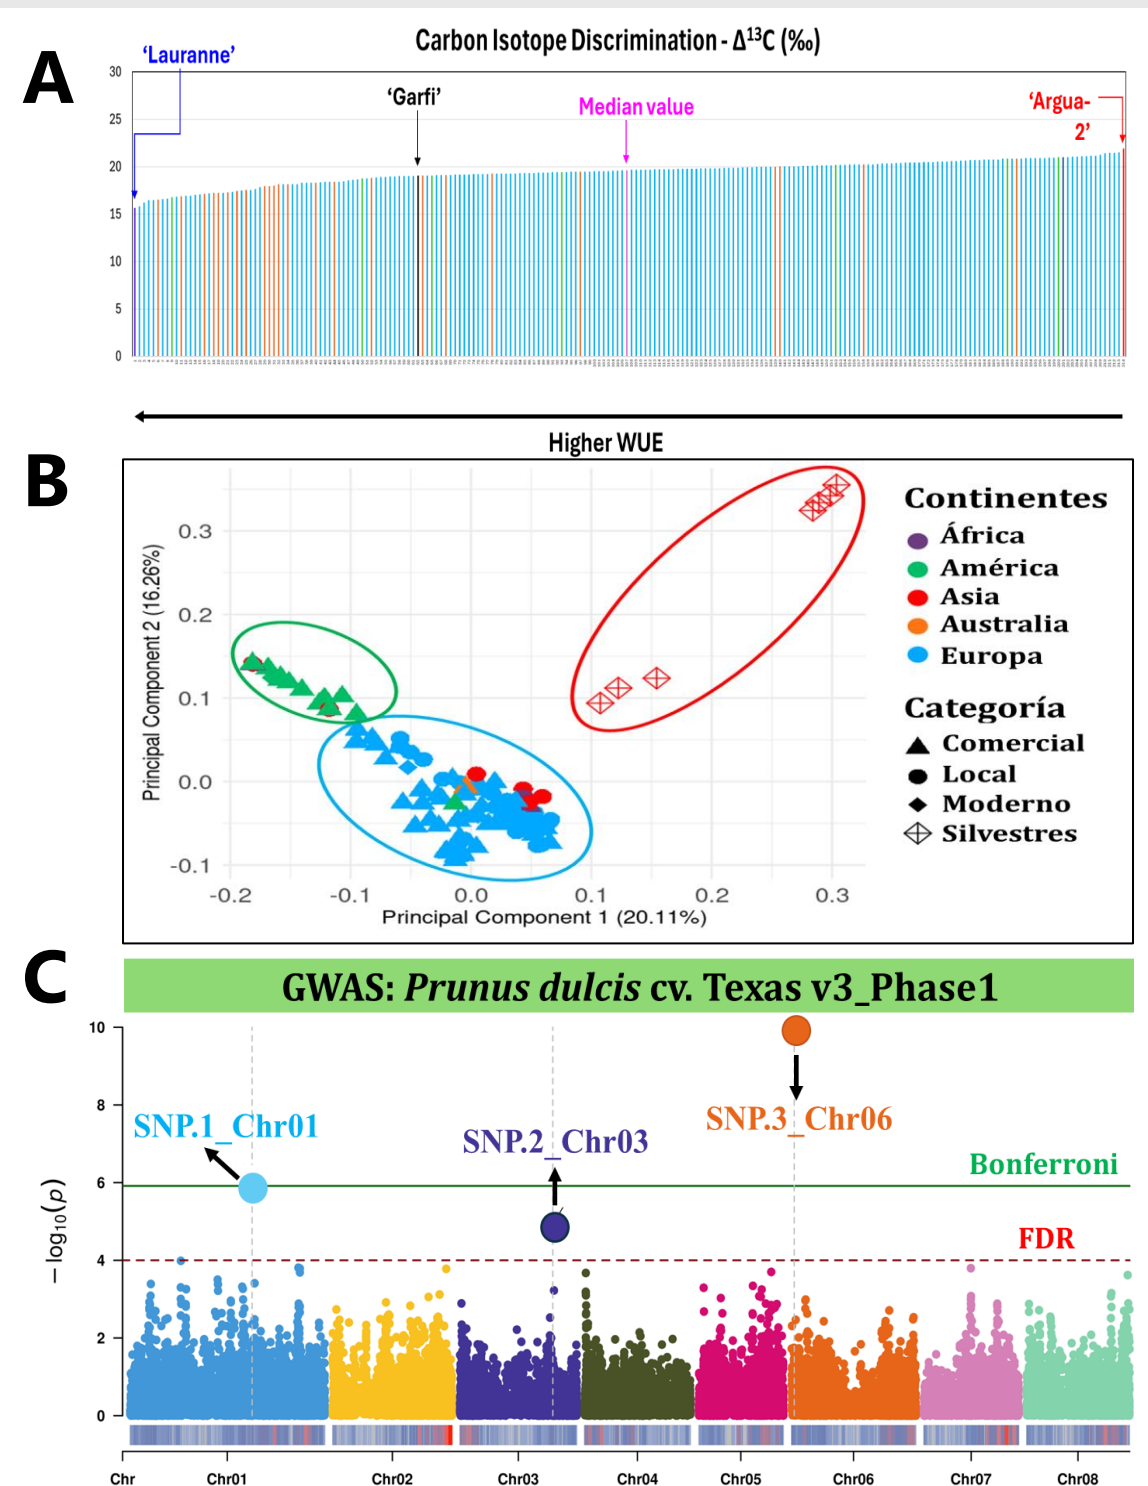 A
Carbon Isotope Discrimination - Δ¹³C (‰)
‘Lauranne’
‘Garfi’
Median value
‘Argua-
2’
30
25
20
15
10
5
0
Higher WUE
B
Principal Component 2 (16.26%)
0.3
0.2
0.1
0.0
-0.1
-0.2 -0.1 0.0 0.1 0.2 0.3
Principal Component 1 (20.11%)
Continentes
África
América
Asia
Australia
Europa
Categoría
Comercial
Local
Moderno
Silvestres
C
GWAS: Prunus dulcis cv. Texas v3_Phase1
− log₁₀(p)
10
8
6
4
2
0
SNP.1_Chr01
SNP.2_Chr03
SNP.3_Chr06
Bonferroni
FDR
Chr Chr01 Chr02 Chr03 Chr04 Chr05 Chr06 Chr07 Chr08